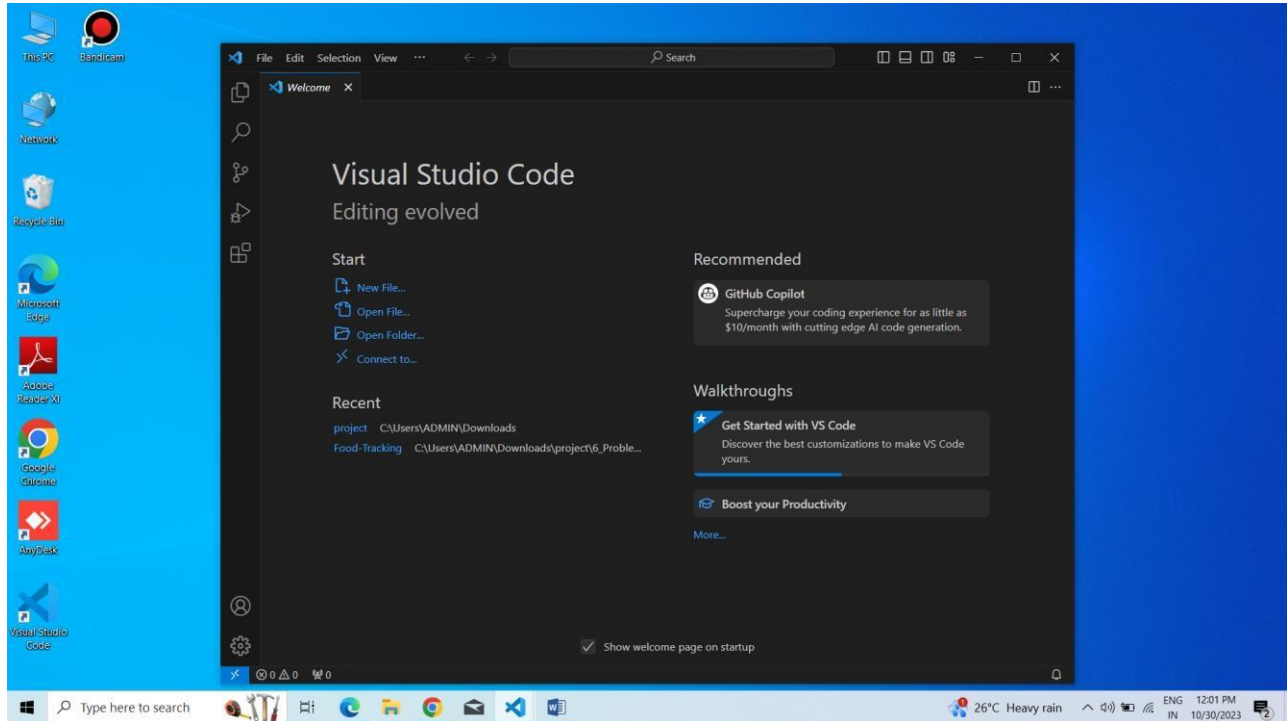 This PC
Bandicam
Network
Recycle Bin
Microsoft
Edge
Adobe
Reader XI
Google
Chrome
AnyDesk
Visual Studio
Code
File Edit Selection View ··· Search
Welcome
Visual Studio Code
Editing evolved
Start
New File...
Open File...
Open Folder...
Connect to...
Recent
project C:\Users\ADMIN\Downloads
Food-Tracking C:\Users\ADMIN\Downloads\project\6_Proble...
Recommended
GitHub Copilot
Supercharge your coding experience for as little as
$10/month with cutting edge AI code generation.
Walkthroughs
Get Started with VS Code
Discover the best customizations to make VS Code
yours.
Boost your Productivity
More...
Show welcome page on startup
0 0 0
Type here to search
26°C Heavy rain
ENG
IN
12:01 PM
10/30/2023
2